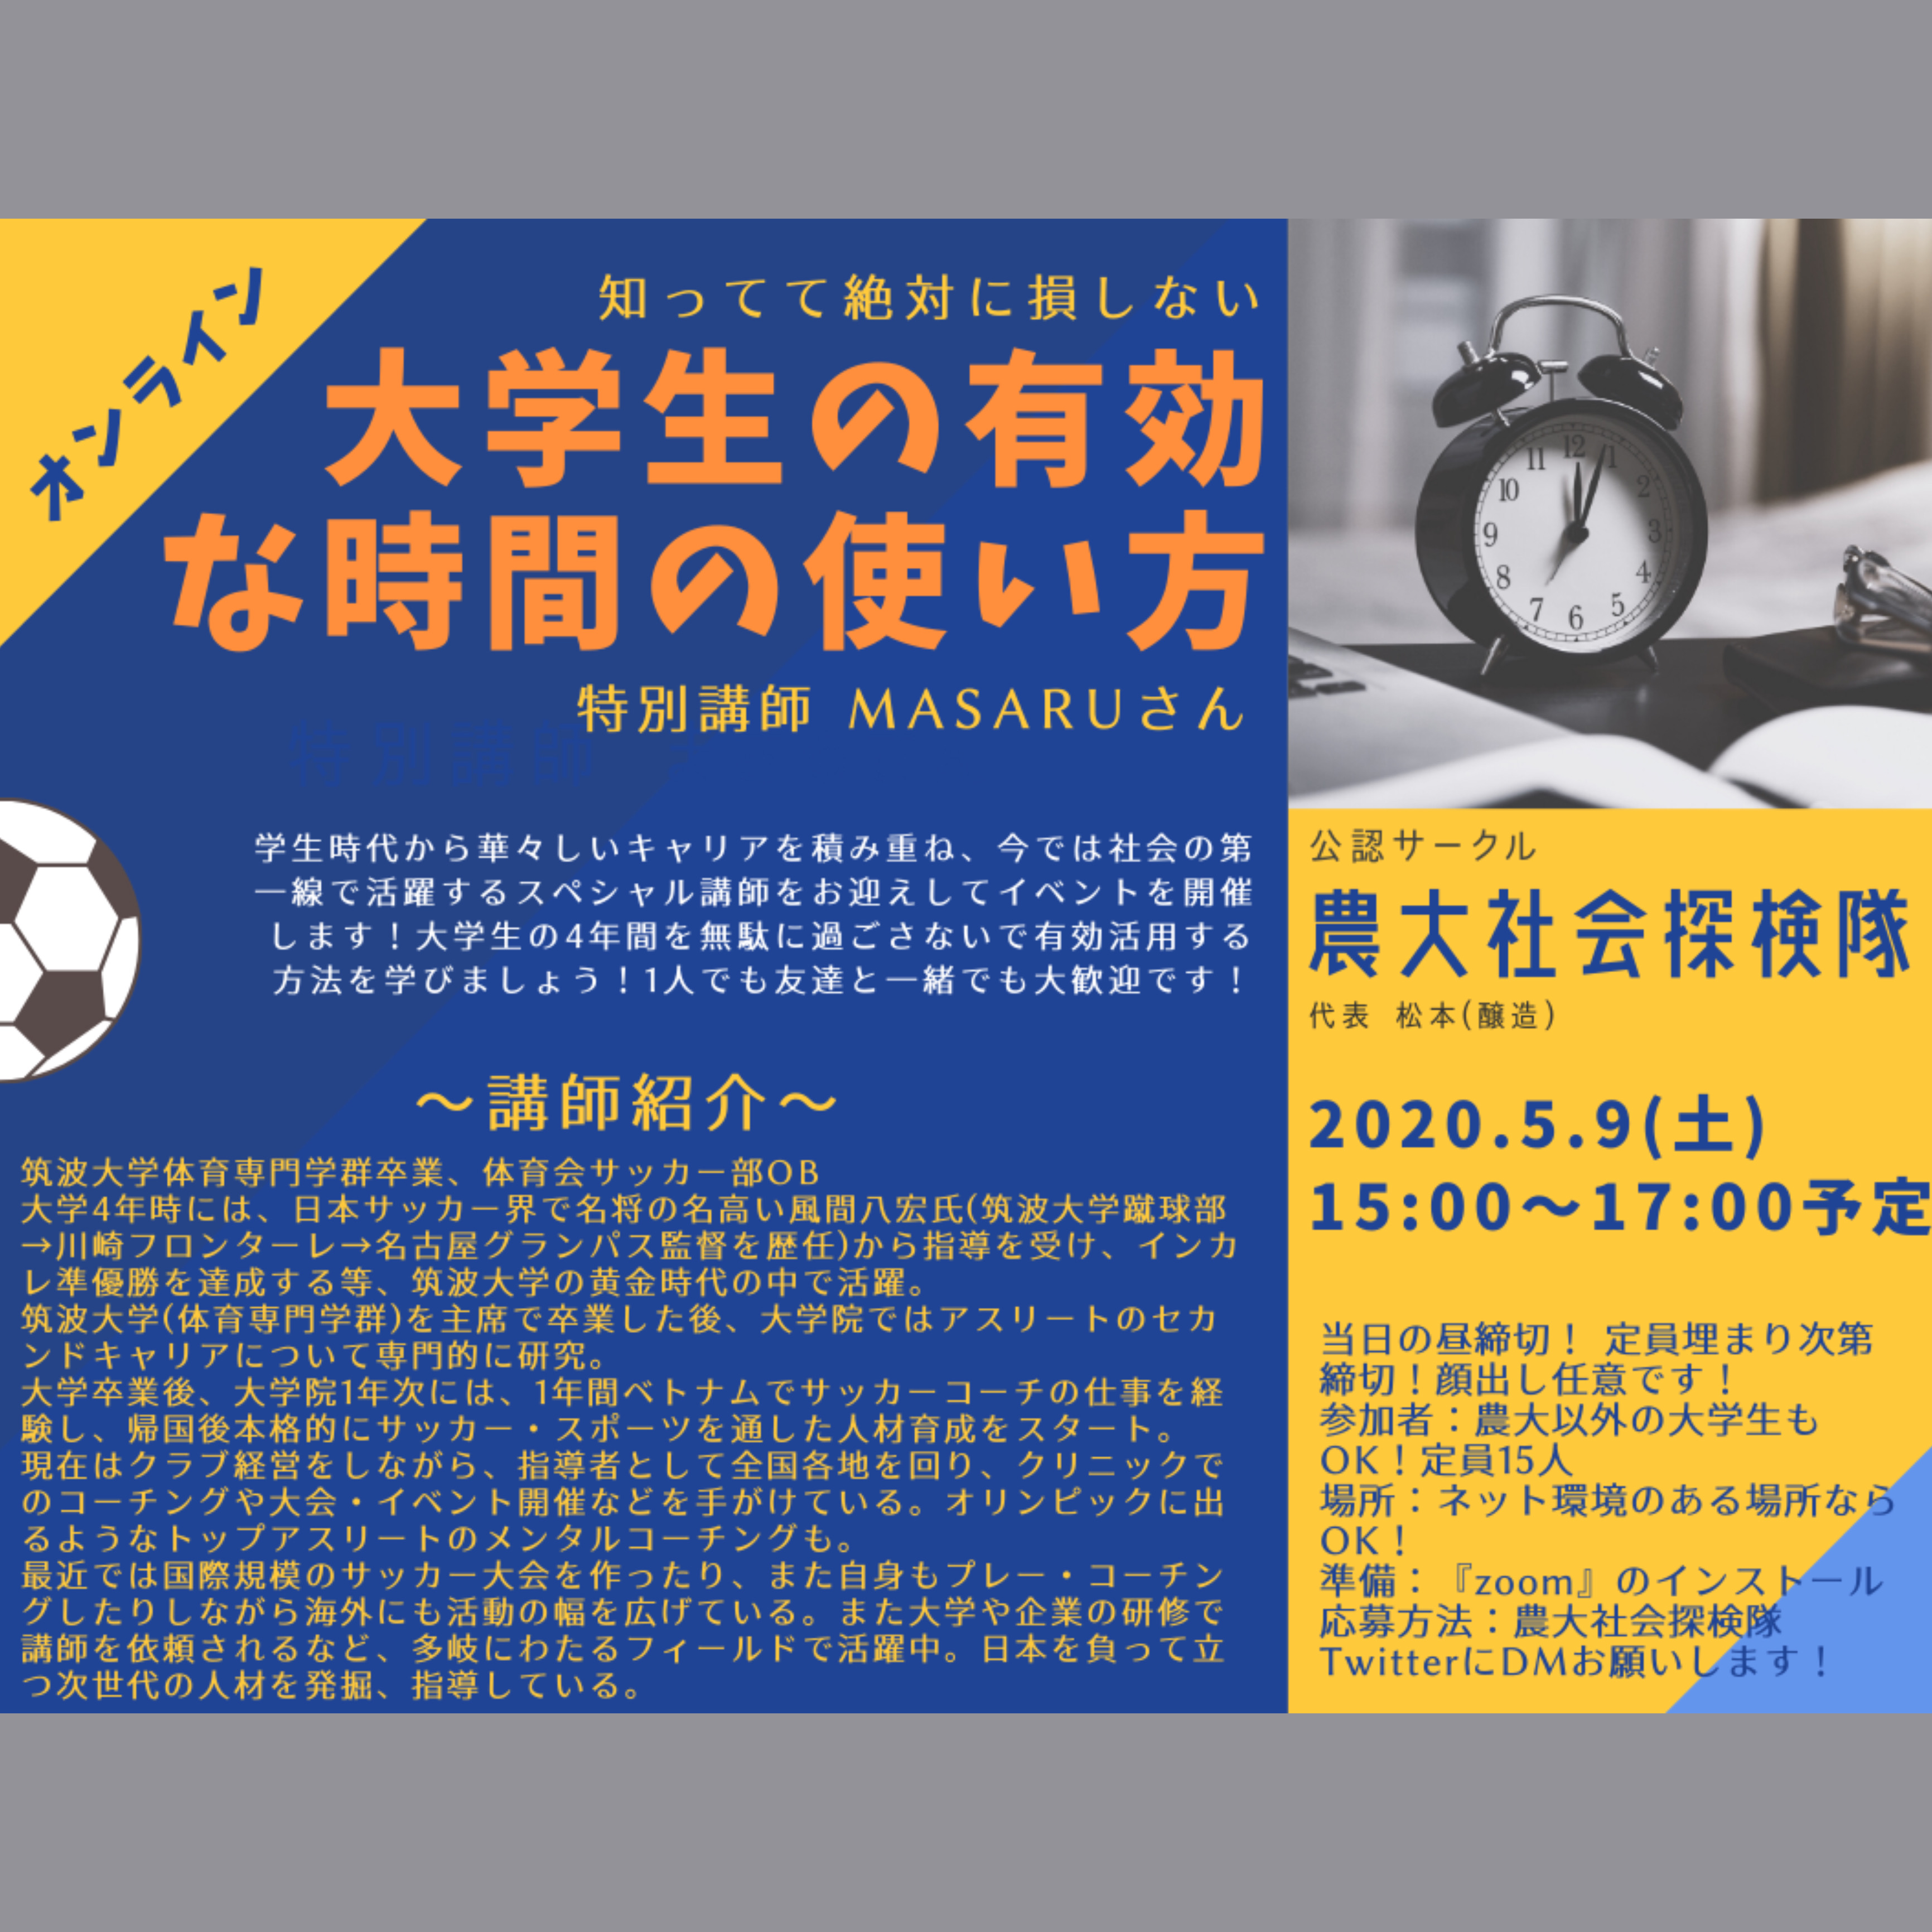 オンライン
知ってて絶対に損しない
大学生の有効
な時間の使い方
特別講師 MASARUさん
特別講師
学生時代から華々しいキャリアを積み重ね、今では社会の第
一線で活躍するスペシャル講師をお迎えしてイベントを開催
します！大学生の4年間を無駄に過ごさないで有効活用する
方法を学びましょう！1人でも友達と一緒でも大歓迎です！
〜講師紹介〜
筑波大学体育専門学群卒業、体育会サッカー部OB
大学4年時には、日本サッカー界で名将の名高い風間八宏氏(筑波大学蹴球部
→川崎フロンターレ→名古屋グランパス監督を歴任)から指導を受け、インカ
レ準優勝を達成する等、筑波大学の黄金時代の中で活躍。
筑波大学(体育専門学群)を主席で卒業した後、大学院ではアスリートのセカ
ンドキャリアについて専門的に研究。
大学卒業後、大学院1年次には、1年間ベトナムでサッカーコーチの仕事を経
験し、帰国後本格的にサッカー・スポーツを通した人材育成をスタート。
現在はクラブ経営をしながら、指導者として全国各地を回り、クリニックで
のコーチングや大会・イベント開催などを手がけている。オリンピックに出
るようなトップアスリートのメンタルコーチングも。
最近では国際規模のサッカー大会を作ったり、また自身もプレー・コーチン
グしたりしながら海外にも活動の幅を広げている。また大学や企業の研修で
講師を依頼されるなど、多岐にわたるフィールドで活躍中。日本を負って立
つ次世代の人材を発掘、指導している。
12
1
2
3
4
5
6
7
8
9
10
11
公認サークル
農大社会探検隊
代表 松本(醸造)
2020.5.9(土)
15:00〜17:00予定
当日の昼締切！ 定員埋まり次第
締切！顔出し任意です！
参加者：農大以外の大学生も
OK！定員15人
場所：ネット環境のある場所なら
OK！
準備：『zoom』のインストール
応募方法：農大社会探検隊
TwitterにDMお願いします！